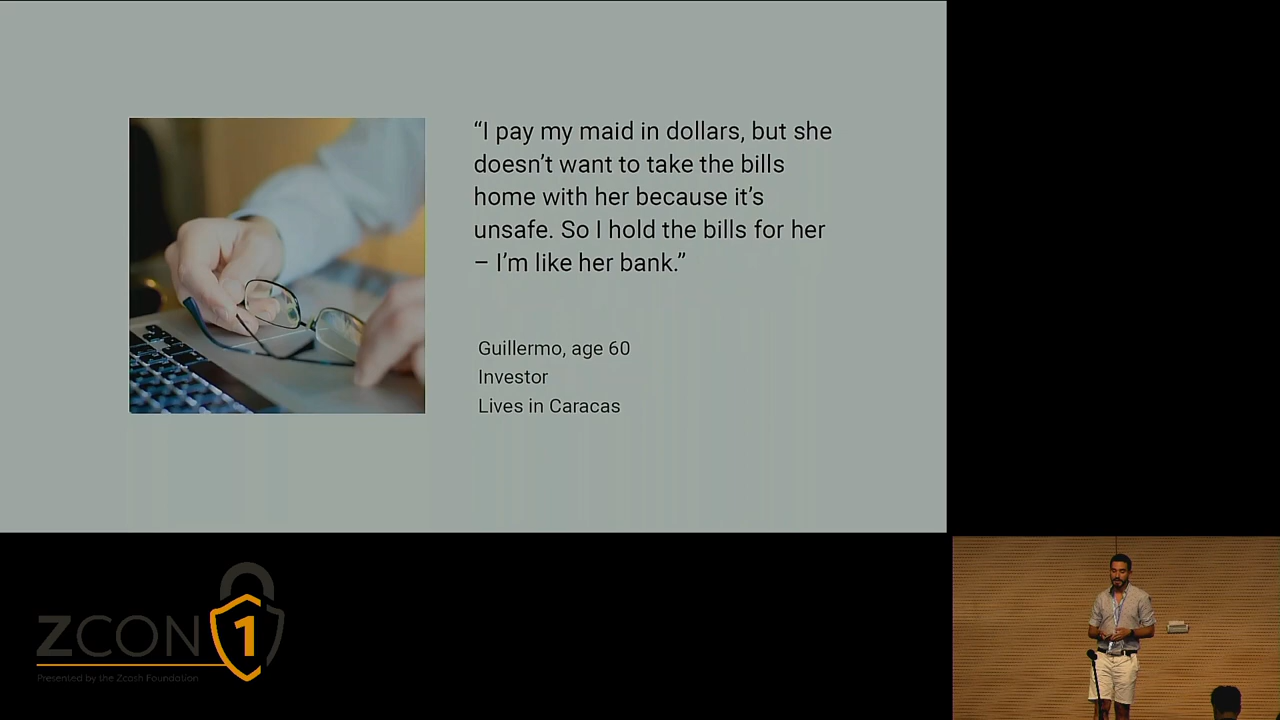 “I pay my maid in dollars, but she
doesn’t want to take the bills
home with her because it’s
unsafe. So I hold the bills for her
– I’m like her bank.”
Guillermo, age 60
Investor
Lives in Caracas
ZCON 1
Presented by the Zcash Foundation